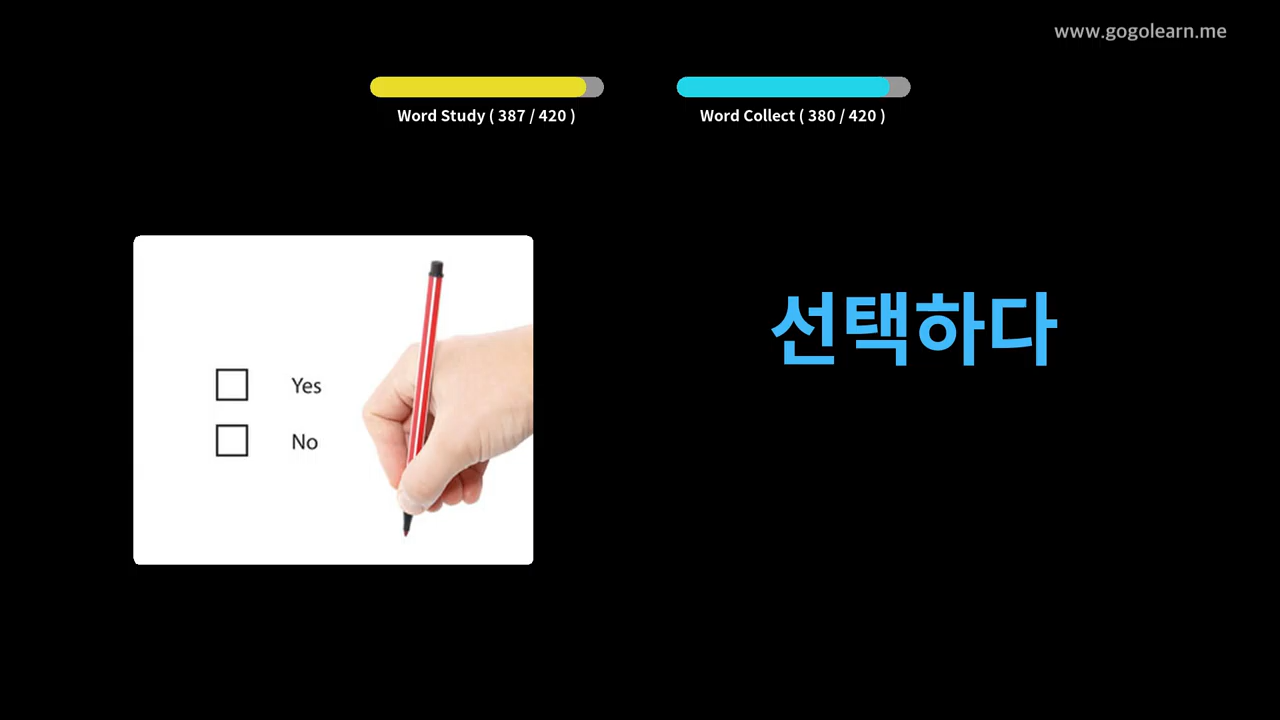 www.gogolearn.me
Word Study ( 387 / 420 )
Word Collect ( 380 / 420 )
Yes
No
선택하다